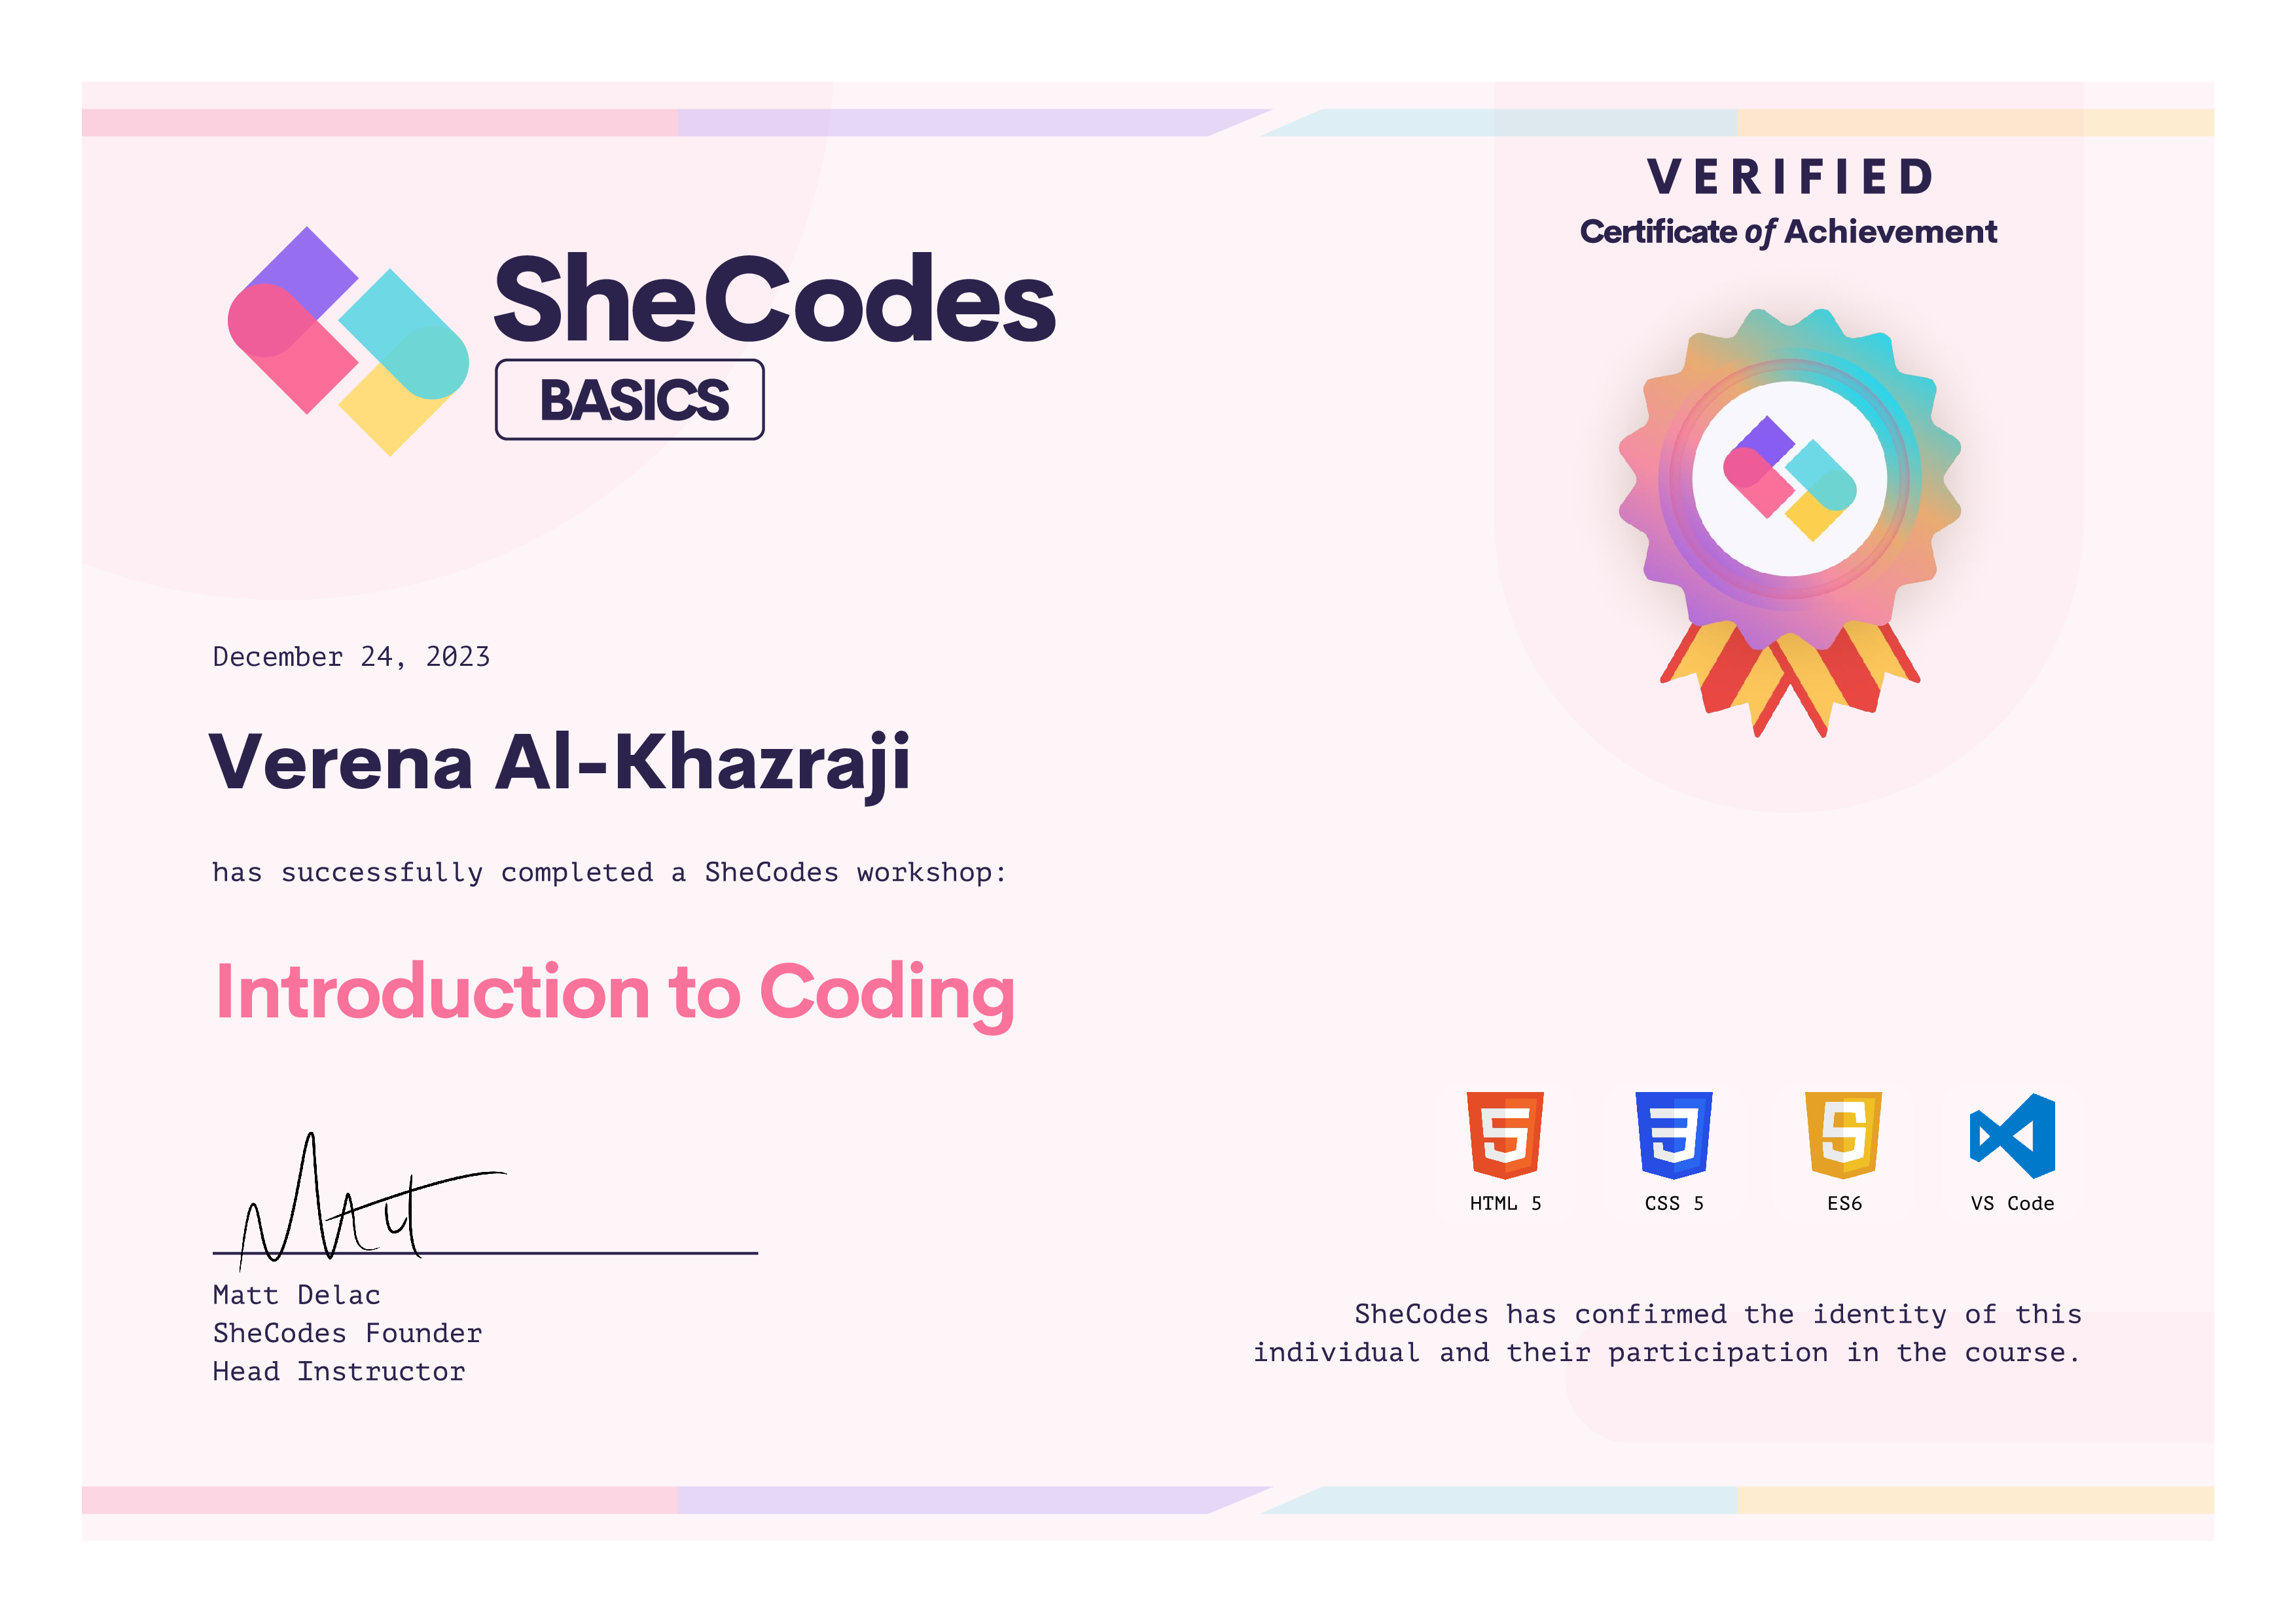 VERIFIED
Certificate of Achievement
SheCodes
BASICS
December 24, 2023
Verena Al-Khazraji
has successfully completed a SheCodes workshop:
Introduction to Coding
HTML 5
CSS 5
ES6
VS Code
Matt
Matt Delac
SheCodes Founder
Head Instructor
SheCodes has confirmed the identity of this
individual and their participation in the course.